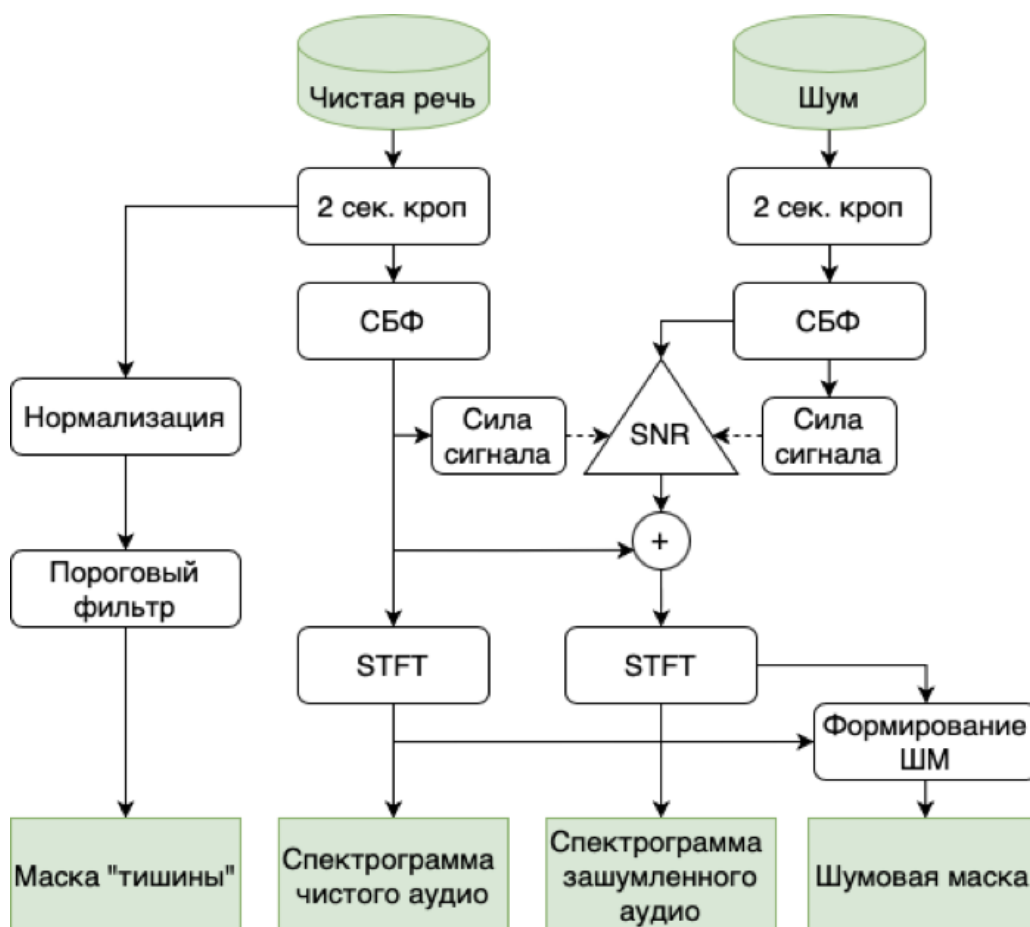 Чистая речь
Шум
2 сек. кроп
2 сек. кроп
СБФ
СБФ
Нормализация
Сила
сигнала
SNR
Сила
сигнала
+
Пороговый
фильтр
STFT
STFT
Формирование
ШМ
Маска "тишины"
Спектрограмма
чистого аудио
Спектрограмма
зашумленного
аудио
Шумовая маска